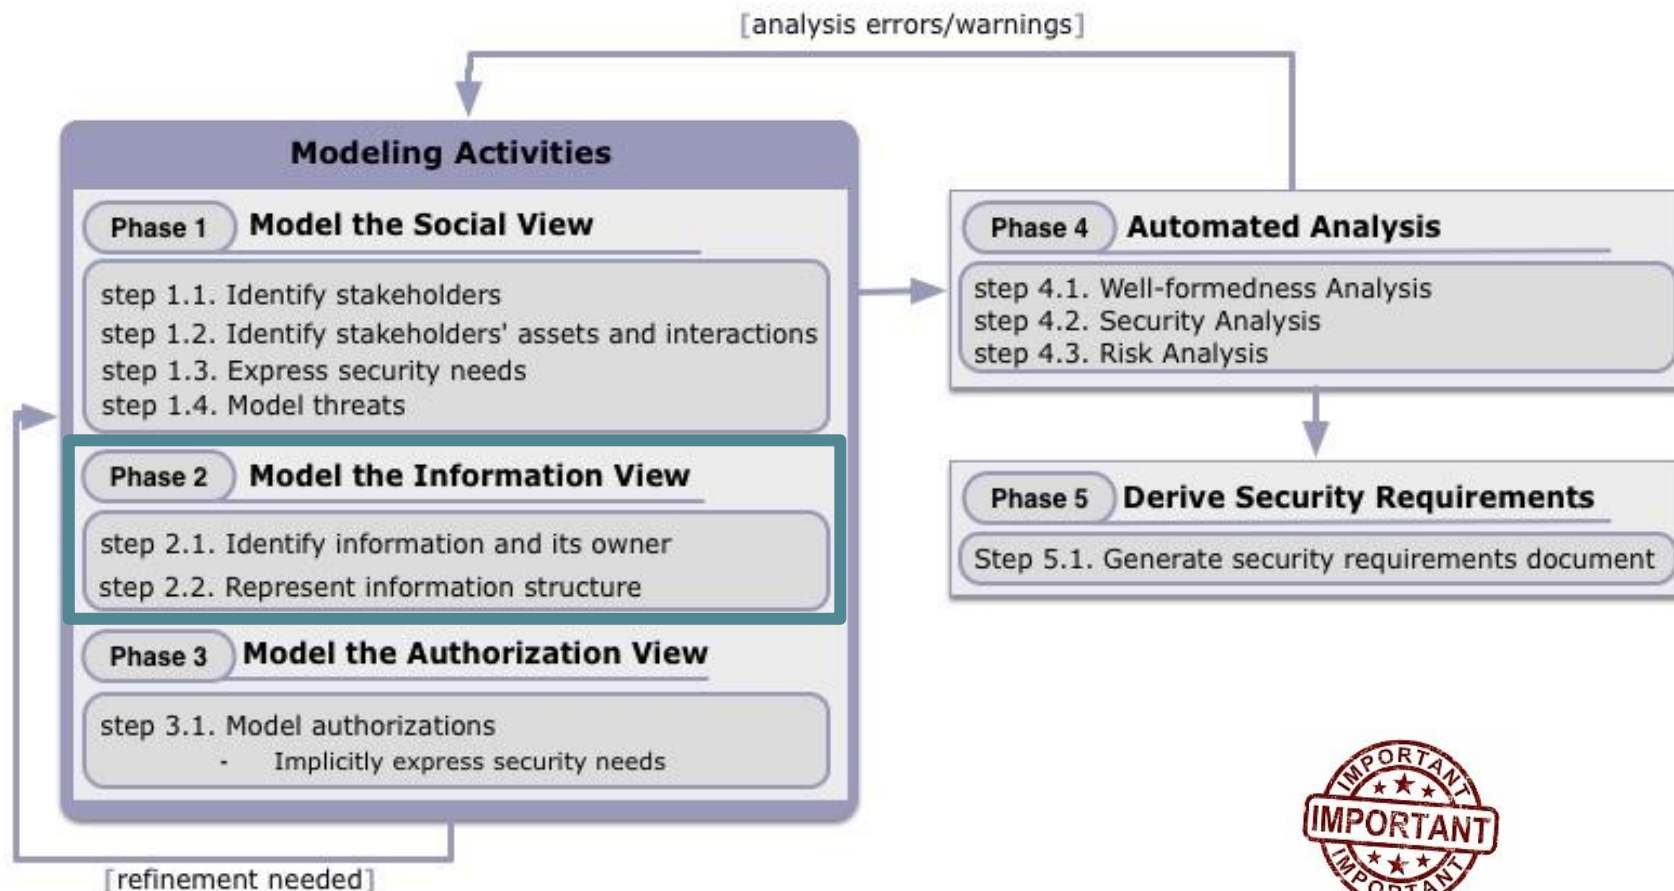 [analysis errors/warnings]
Modeling Activities
Phase 1 Model the Social View
step 1.1. Identify stakeholders
step 1.2. Identify stakeholders' assets and interactions
step 1.3. Express security needs
step 1.4. Model threats
Phase 2 Model the Information View
step 2.1. Identify information and its owner
step 2.2. Represent information structure
Phase 3 Model the Authorization View
step 3.1. Model authorizations
- Implicitly express security needs
[refinement needed]
Phase 4 Automated Analysis
step 4.1. Well-formedness Analysis
step 4.2. Security Analysis
step 4.3. Risk Analysis
Phase 5 Derive Security Requirements
Step 5.1. Generate security requirements document
IMPORTANT
IMPORTANT
IMPORTANT